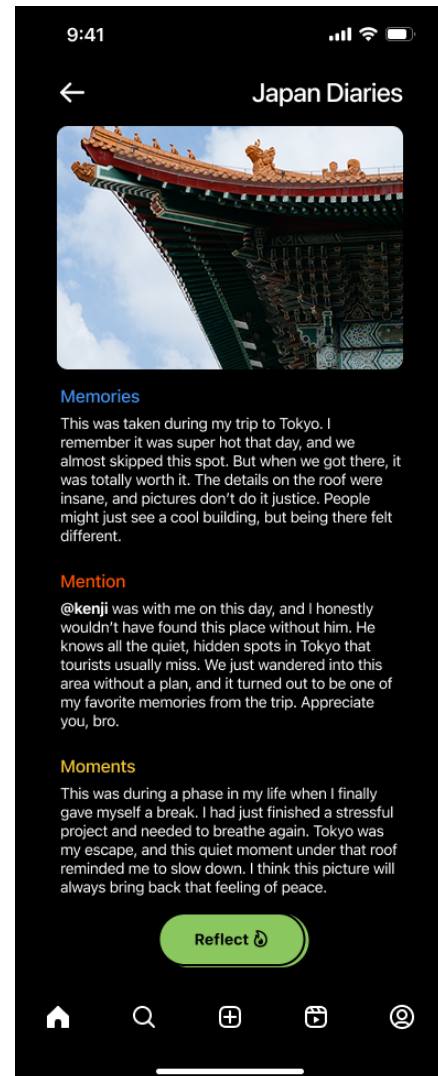 9:41
Japan Diaries
Memories
This was taken during my trip to Tokyo. I
remember it was super hot that day, and we
almost skipped this spot. But when we got there, it
was totally worth it. The details on the roof were
insane, and pictures don’t do it justice. People
might just see a cool building, but being there felt
different.
Mention
@kenji was with me on this day, and I honestly
wouldn’t have found this place without him. He
knows all the quiet, hidden spots in Tokyo that
tourists usually miss. We just wandered into this
area without a plan, and it turned out to be one of
my favorite memories from the trip. Appreciate
you, bro.
Moments
This was during a phase in my life when I finally
gave myself a break. I had just finished a stressful
project and needed to breathe again. Tokyo was
my escape, and this quiet moment under that roof
reminded me to slow down. I think this picture will
always bring back that feeling of peace.
Reflect